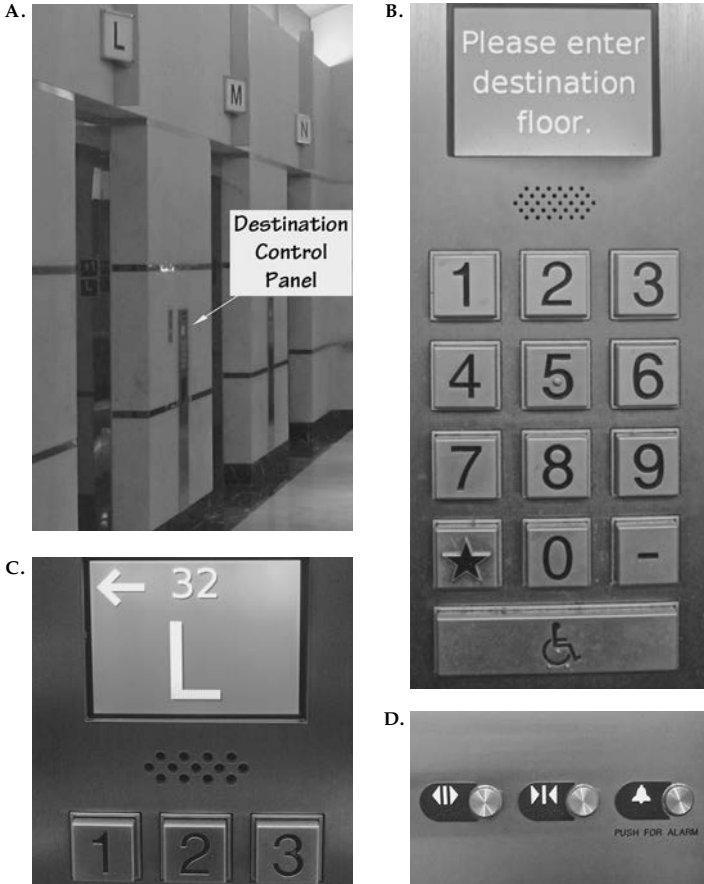 A.
L
M
N
Destination
Control
Panel
L
B.
Please enter
destination
floor.
1 2 3
4 5 6
7 8 9
★ 0 -
C.
← 32
L
1 2 3
D.
PUSH FOR ALARM